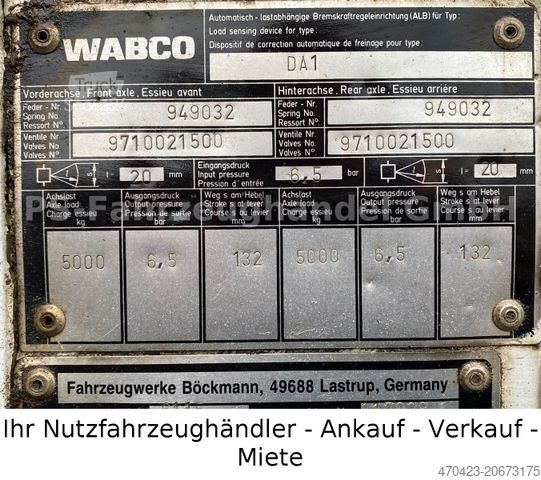 WABCO
Automatisch - lastabhängige Bremskraftregeleinrichtung (ALB) für Typ:
Load sensing device for type:
Dispositif de correction automatique de freinage pour type:
DA1
Vorderachse, Front axle, Essieu avant
Hinterachse, Rear axle, Essieu arrière
Feder - Nr.
Spring No.
Ressort N°.
949032
Feder - Nr.
Spring No.
Ressort N°.
949032
Ventile Nr.
Valves No.
Valves N°.
9710021500
Ventile Nr.
Valves No.
Valves N°.
9710021500
s l = 20 mm
Eingangsdruck
Input pressure
Pression d'entrée
6,5 bar
s l = 20 mm
Achslast
Axle load
Charge essieu
kg
Ausgangsdruck
Output pressure
Pression de sortie
bar
Weg s am Hebel
Stroke s at lever
Course s au levier
mm
Achslast
Axle load
Charge essieu
kg
Ausgangsdruck
Output pressure
Pression de sortie
bar
Weg s am Hebel
Stroke s at lever
Course s au levier
mm
5000 6,5 132 5000 6,5 132
Fahrzeugwerke Böckmann, 49688 Lastrup, Germany
Ihr Nutzfahrzeughändler - Ankauf - Verkauf -
Miete
470423-20673175